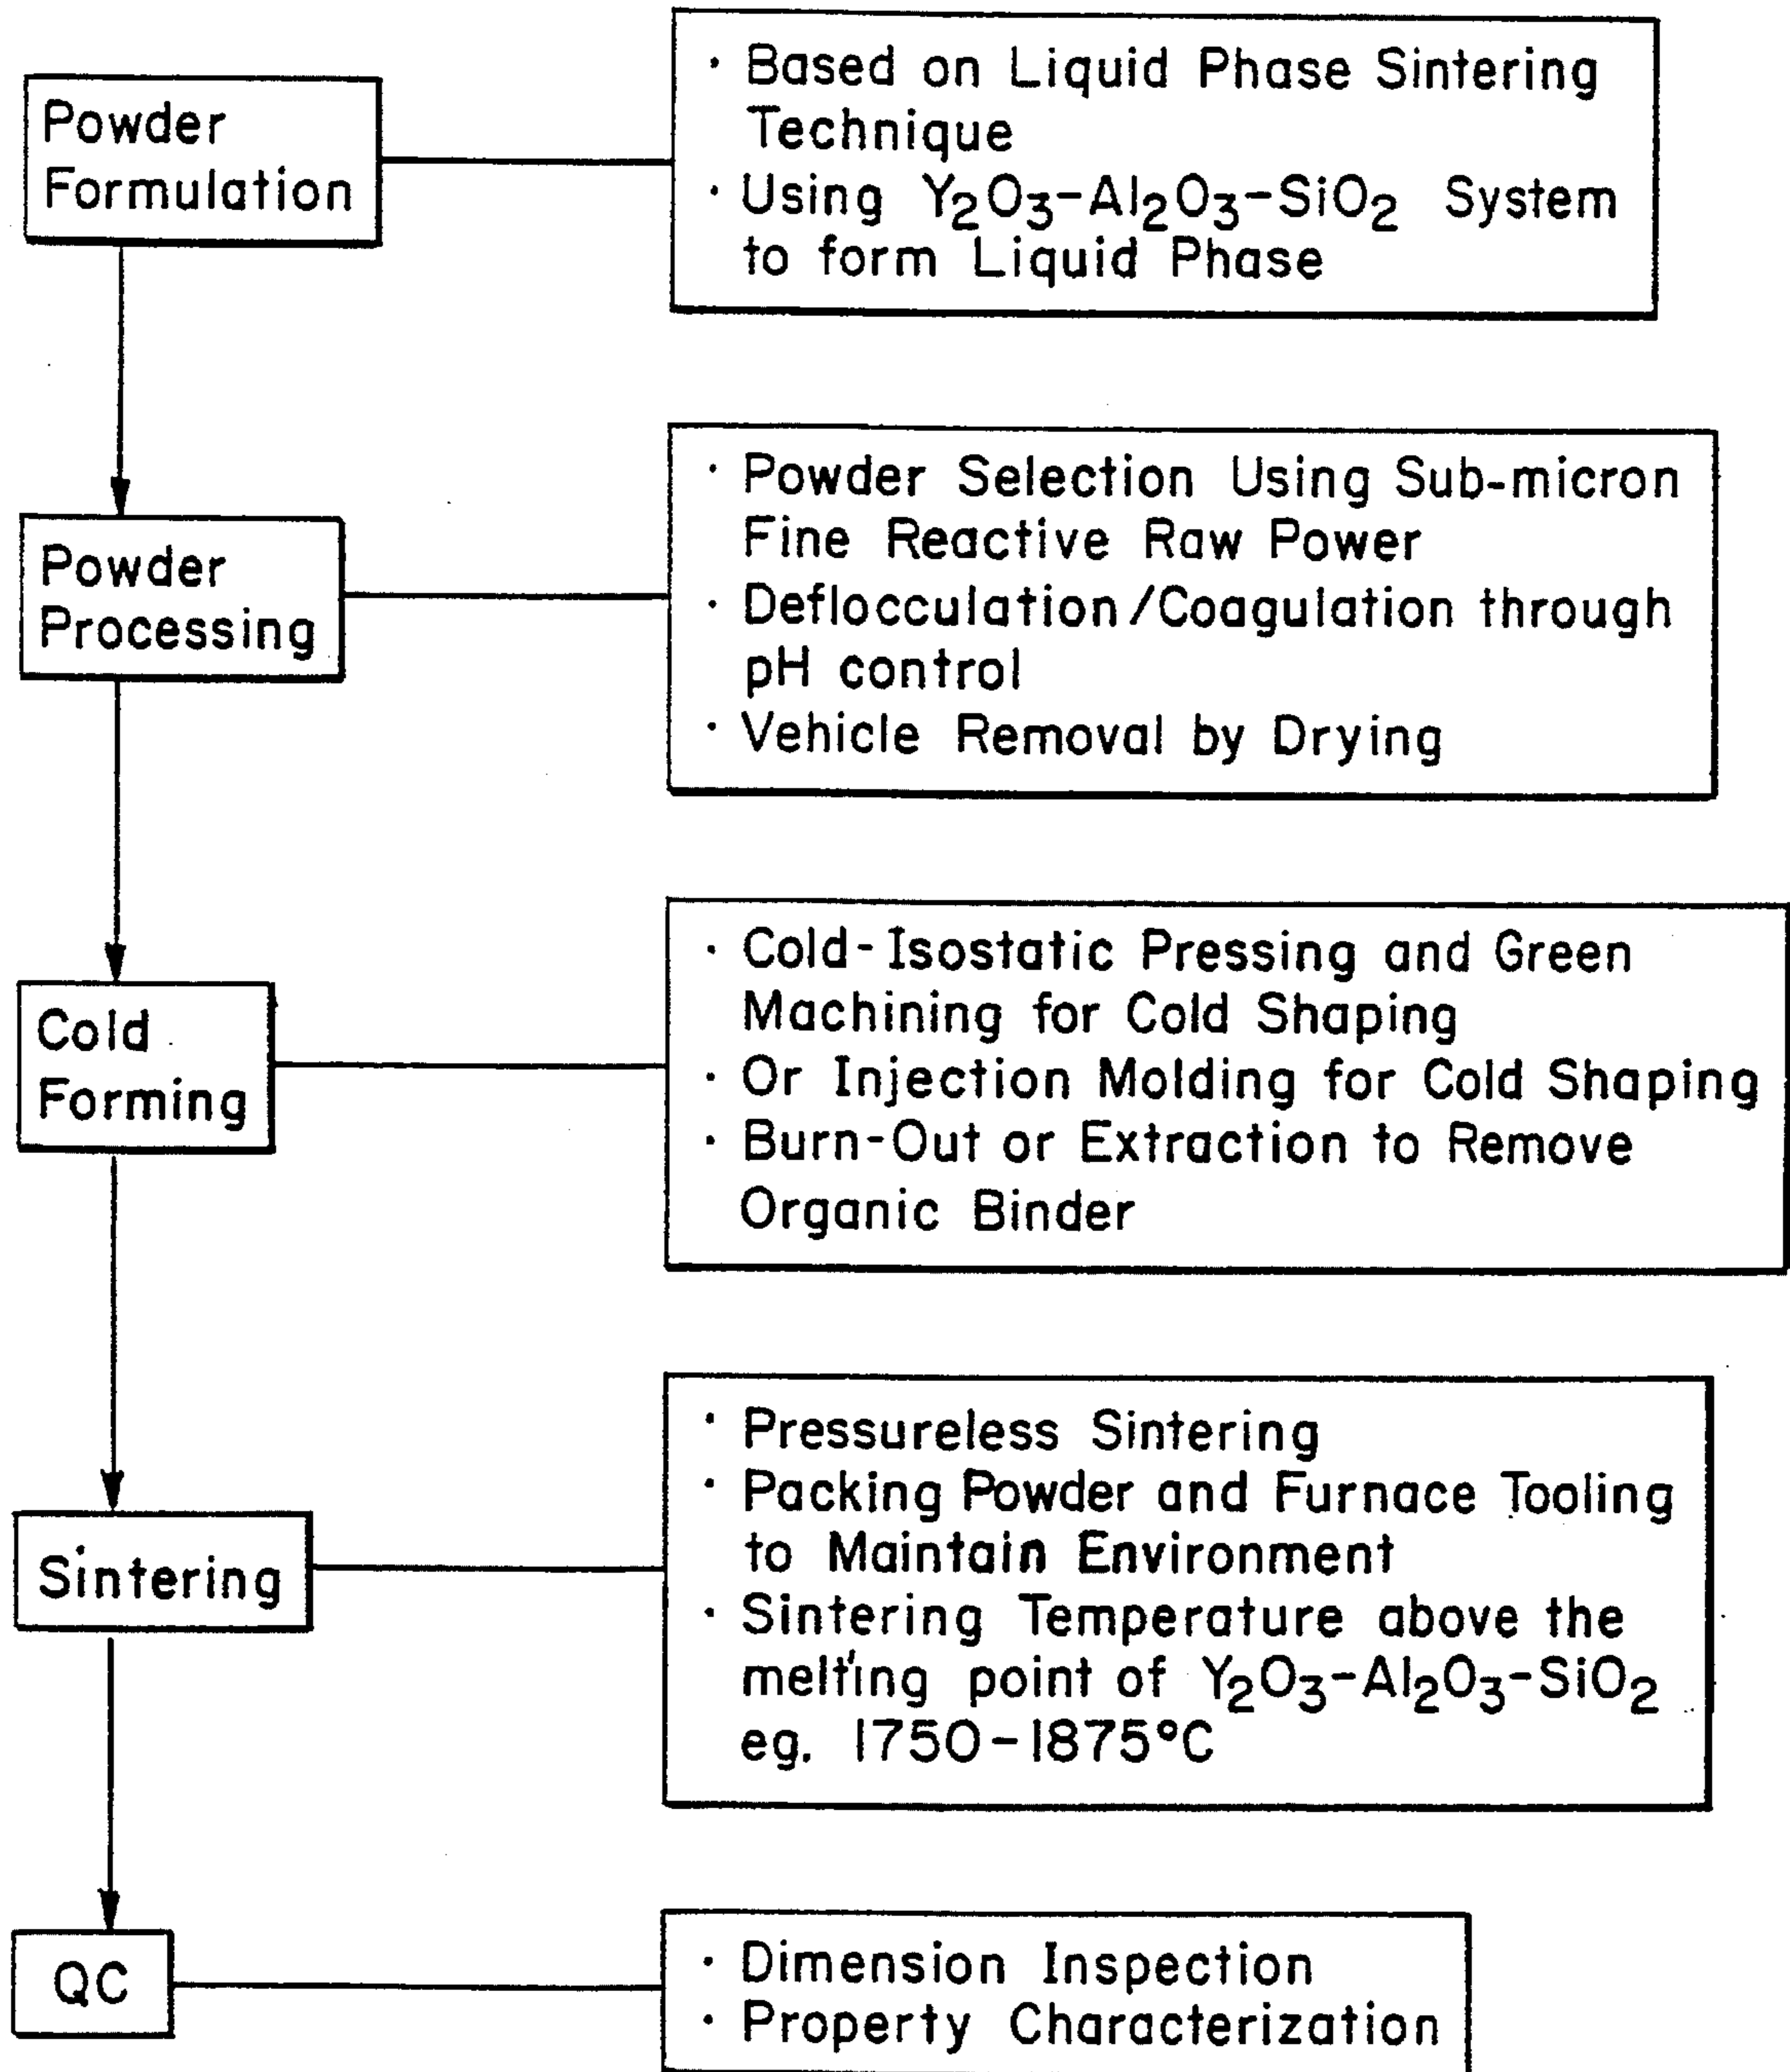 Powder
Formulation
· Based on Liquid Phase Sintering
Technique
· Using Y₂O₃-Al₂O₃-SiO₂ System
to form Liquid Phase
Powder
Processing
· Powder Selection Using Sub-micron
Fine Reactive Raw Power
· Deflocculation/Coagulation through
pH control
· Vehicle Removal by Drying
Cold
Forming
· Cold-Isostatic Pressing and Green
Machining for Cold Shaping
· Or Injection Molding for Cold Shaping
· Burn-Out or Extraction to Remove
Organic Binder
Sintering
· Pressureless Sintering
· Packing Powder and Furnace Tooling
to Maintain Environment
· Sintering Temperature above the
melting point of Y₂O₃-Al₂O₃-SiO₂
eg. 1750-1875°C
QC
· Dimension Inspection
· Property Characterization